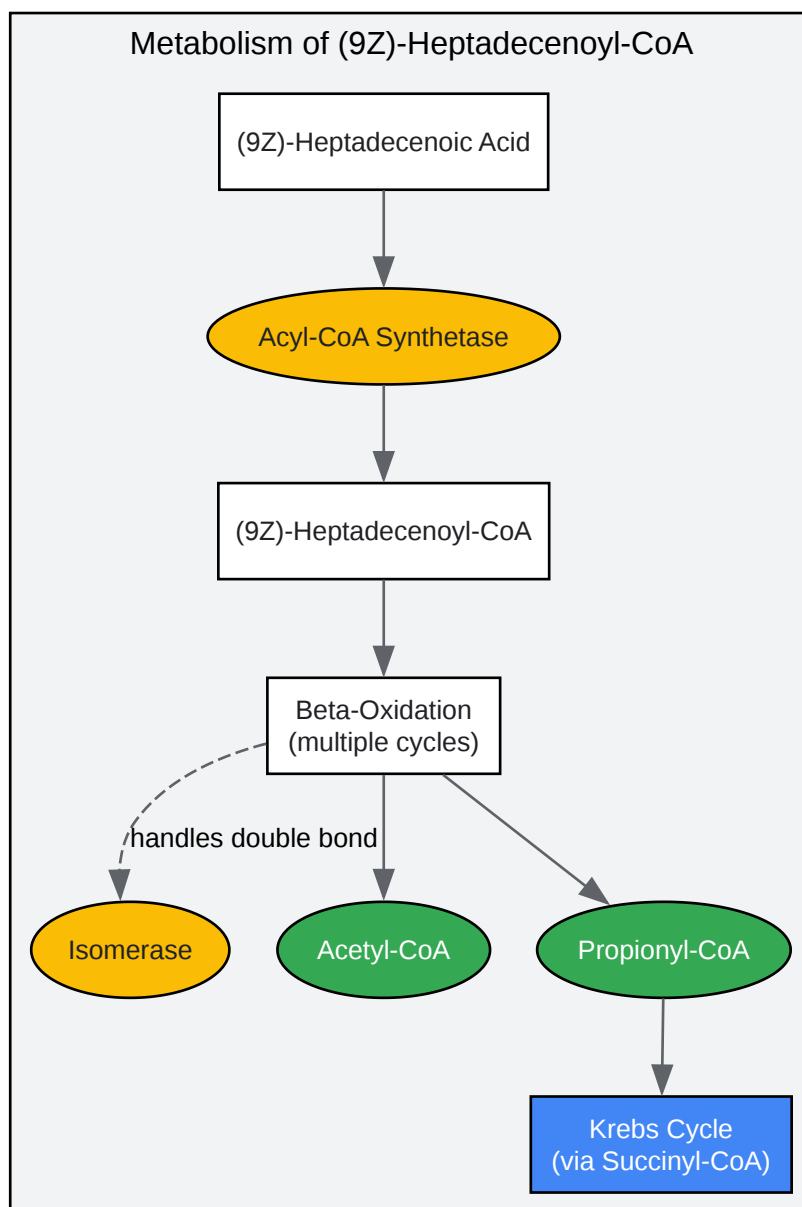 Metabolism of (9Z)-Heptadecenoyl-CoA
(9Z)-Heptadecenoic Acid
Acyl-CoA Synthetase
(9Z)-Heptadecenoyl-CoA
Beta-Oxidation
(multiple cycles)
handles double bond
Isomerase
Acetyl-CoA
Propionyl-CoA
Krebs Cycle
(via Succinyl-CoA)